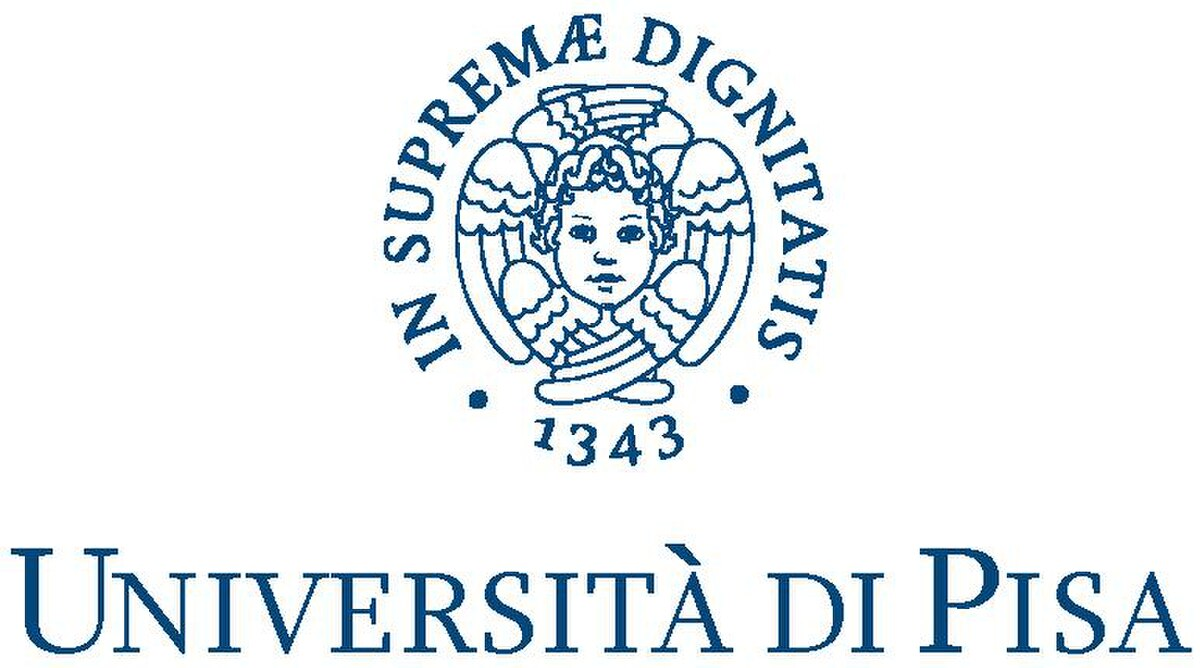 IN SUPREMÆ DIGNITATIS
· 1343 ·
UNIVERSITÀ DI PISA